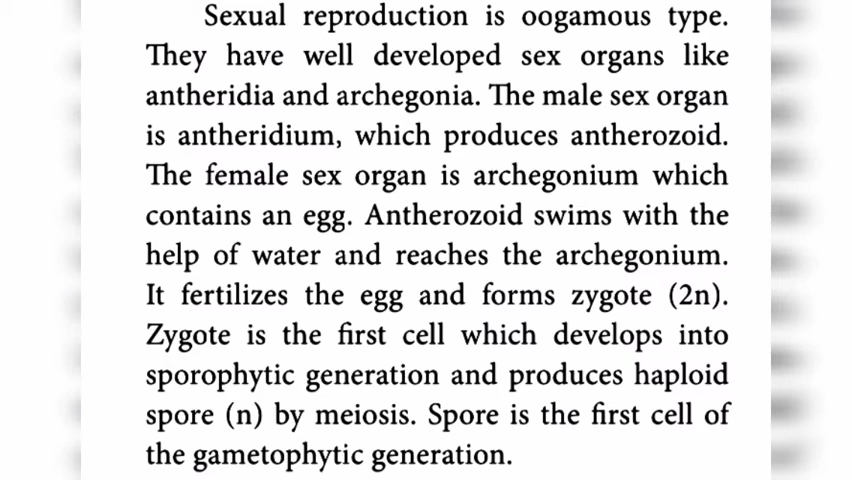 Sexual reproduction is oogamous type.
They have well developed sex organs like
antheridia and archegonia. The male sex organ
is antheridium, which produces antherozoid.
The female sex organ is archegonium which
contains an egg. Antherozoid swims with the
help of water and reaches the archegonium.
It fertilizes the egg and forms zygote (2n).
Zygote is the first cell which develops into
sporophytic generation and produces haploid
spore (n) by meiosis. Spore is the first cell of
the gametophytic generation.